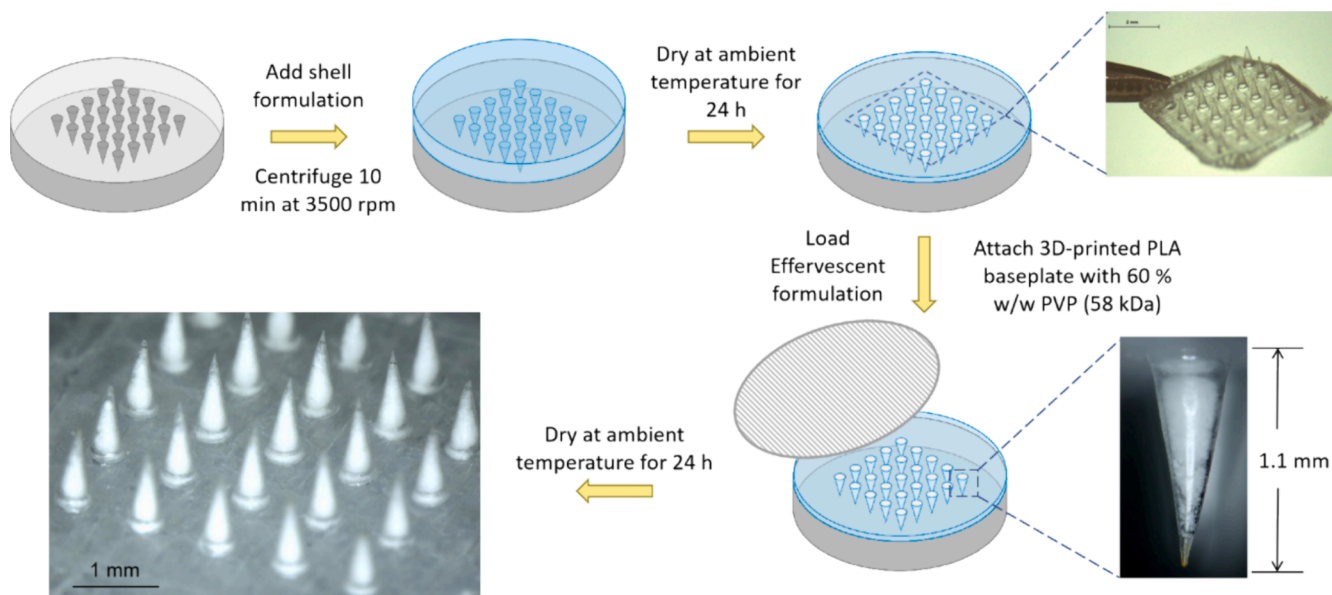 Add shell
formulation
Centrifuge 10
min at 3500 rpm
Dry at ambient
temperature for
24 h
2 mm
Load
Effervescent
formulation
Attach 3D-printed PLA
baseplate with 60 %
w/w PVP (58 kDa)
1.1 mm
Dry at ambient
temperature for 24 h
1 mm